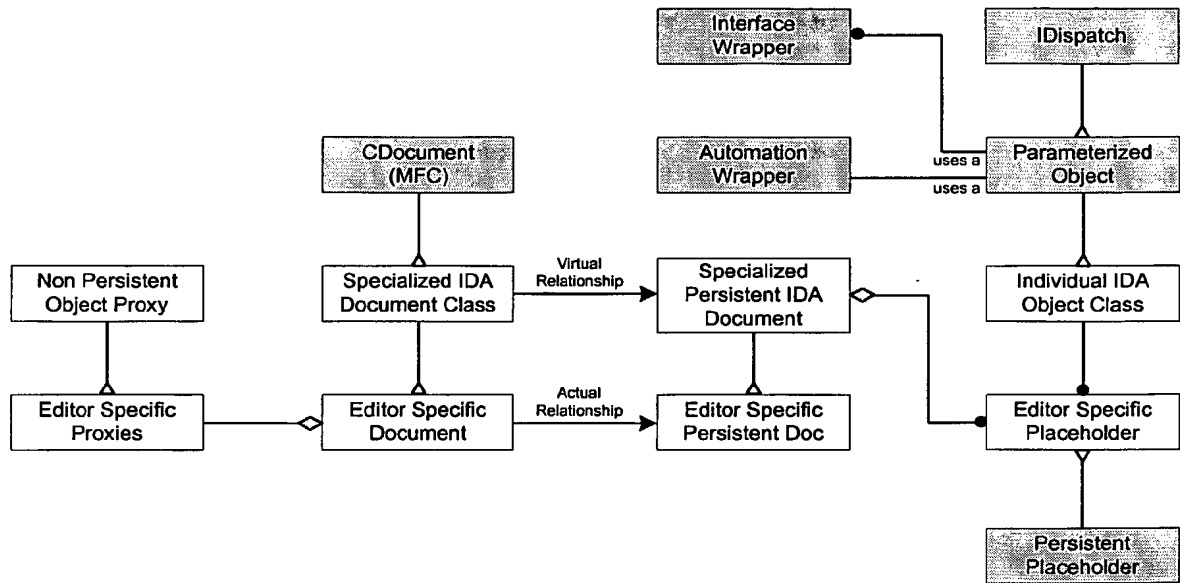 Interface
Wrapper
IDispatch
CDocument
(MFC)
Automation
Wrapper
uses a
uses a
Parameterized
Object
Non Persistent
Object Proxy
Specialized IDA
Document Class
Virtual
Relationship
Specialized
Persistent IDA
Document
Individual IDA
Object Class
Editor Specific
Proxies
Editor Specific
Document
Actual
Relationship
Editor Specific
Persistent Doc
Editor Specific
Placeholder
Persistent
Placeholder